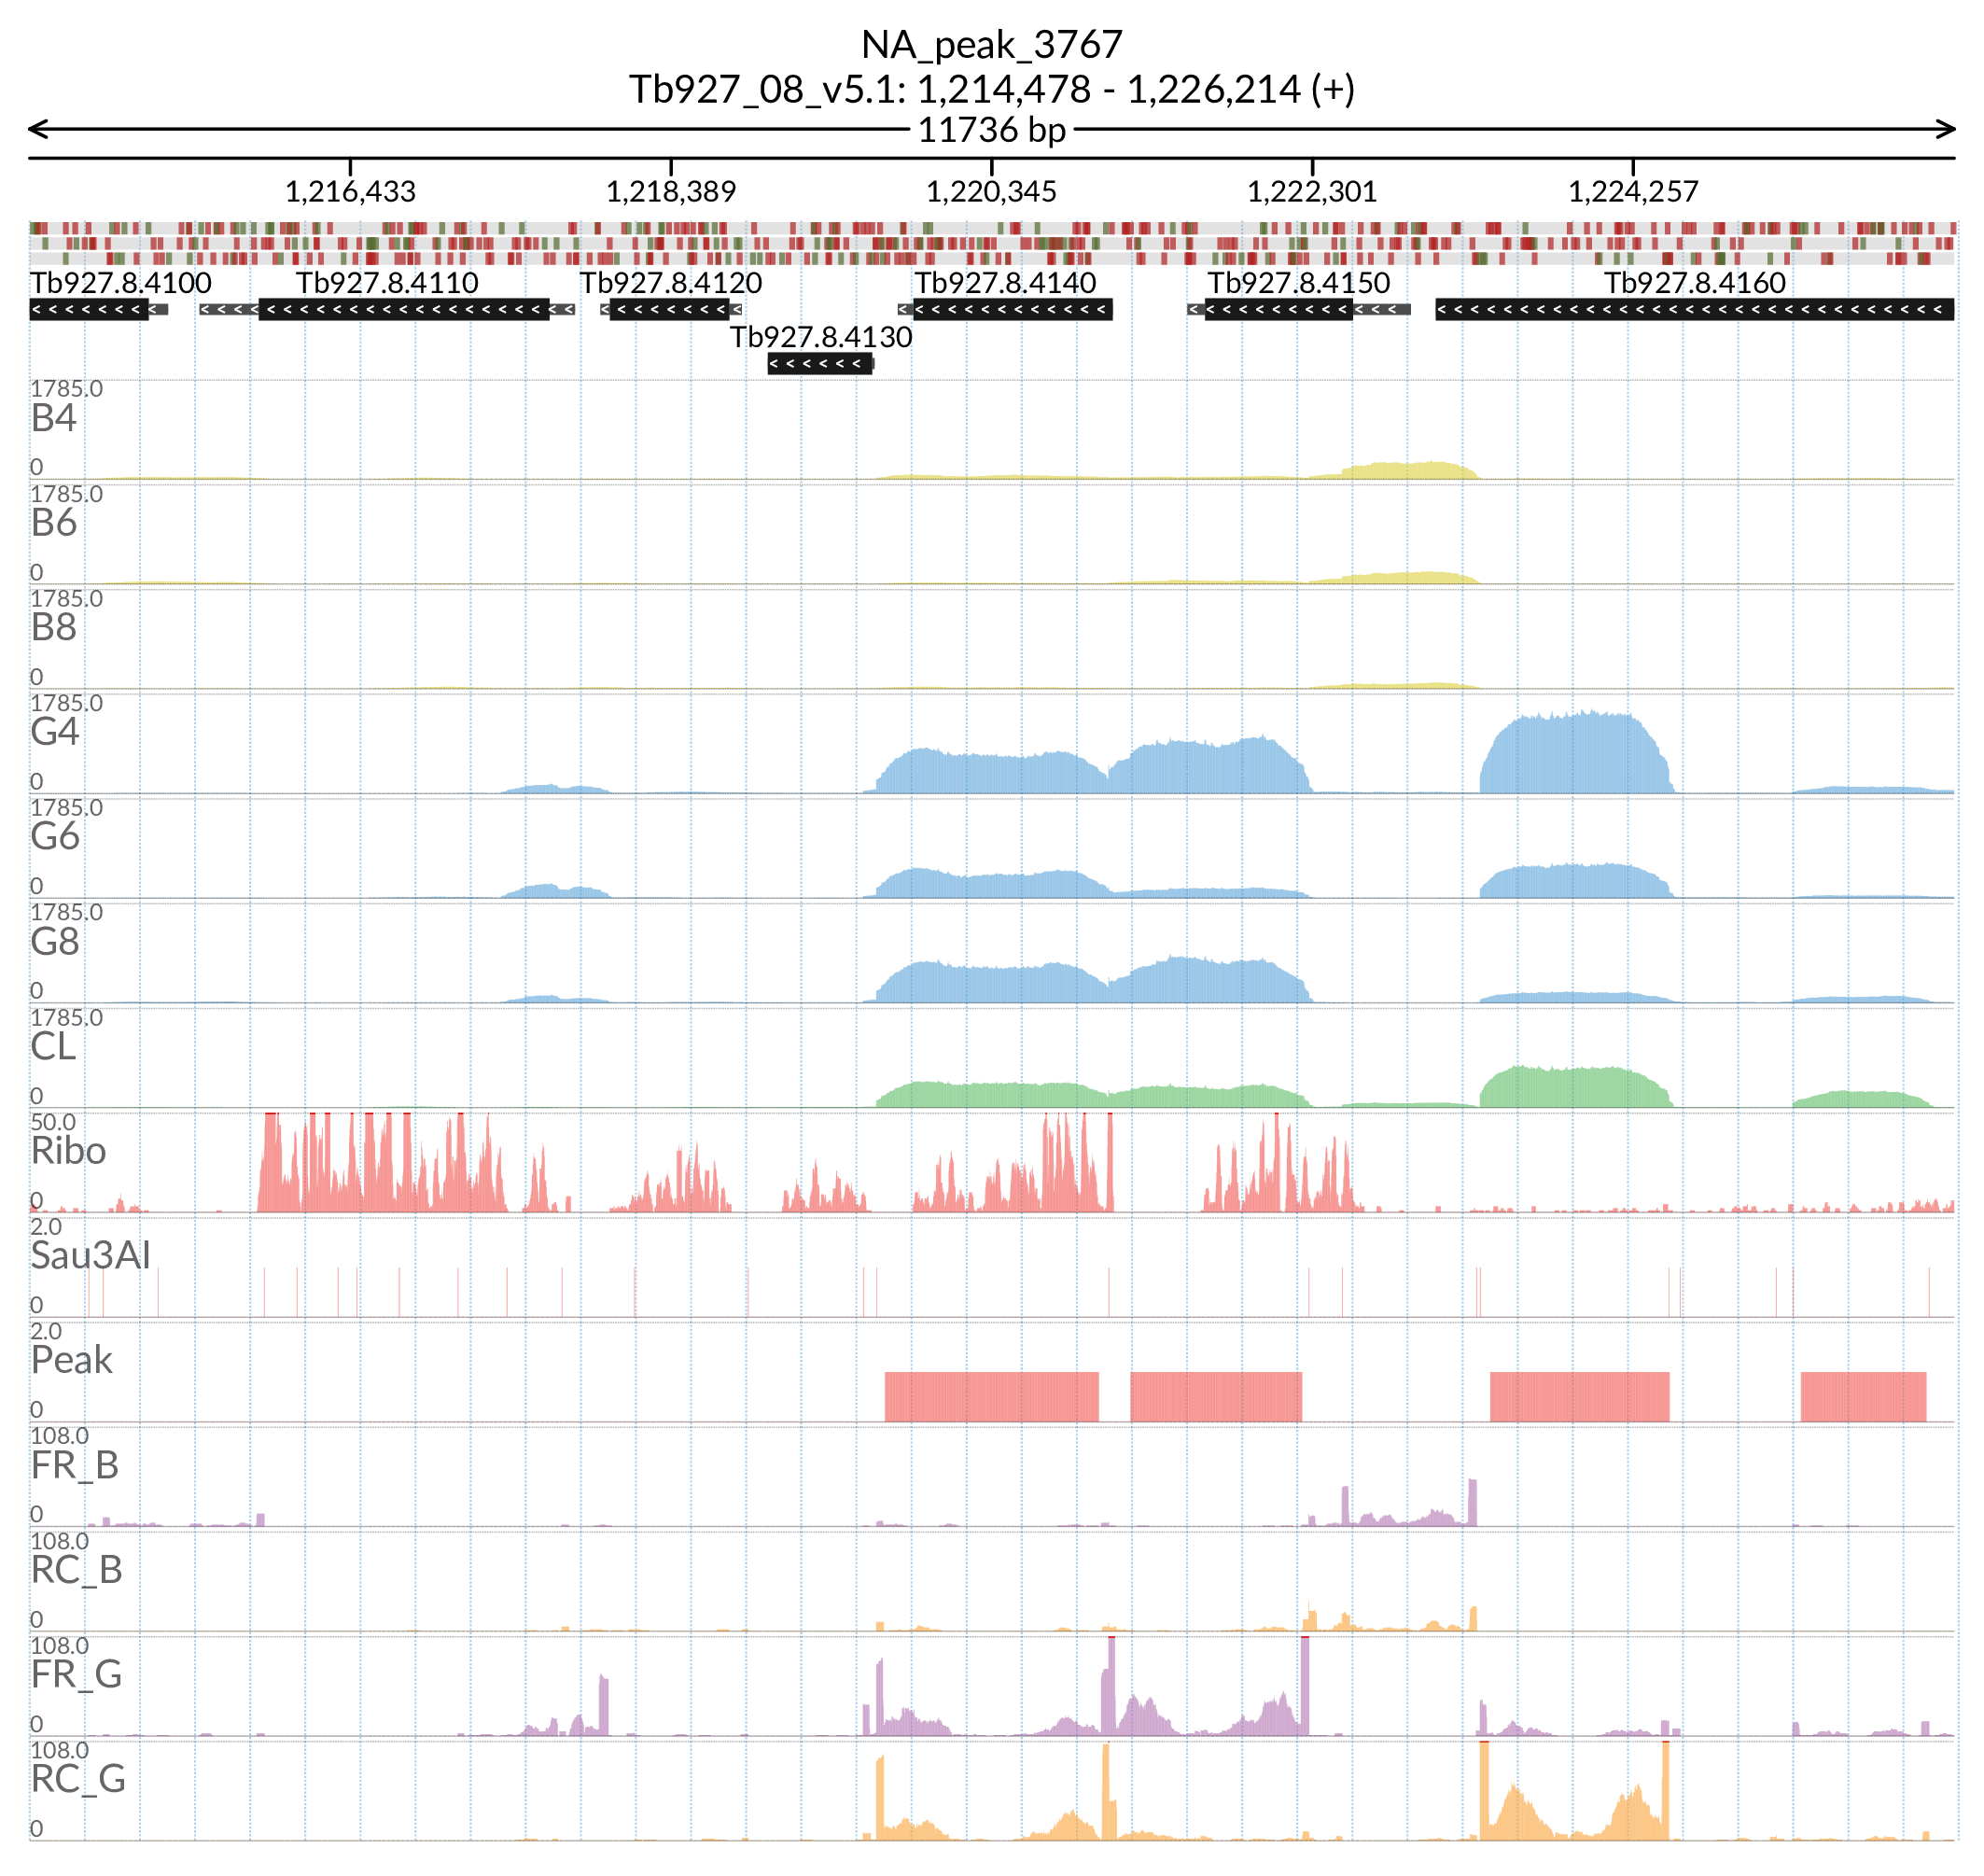 NA_peak_3767
Tb927_08_v5.1: 1,214,478 - 1,226,214 (+)
11736 bp
1,216,433 1,218,389 1,220,345 1,222,301 1,224,257
Tb927.8.4100 Tb927.8.4110 Tb927.8.4120 Tb927.8.4140 Tb927.8.4150 Tb927.8.4160
Tb927.8.4130
1785.0
B4
0
1785.0
B6
0
1785.0
B8
0
1785.0
G4
0
1785.0
G6
0
1785.0
G8
0
1785.0
CL
0
50.0
Ribo
0
2.0
Sau3AI
0
2.0
Peak
0
108.0
FR_B
0
108.0
RC_B
0
108.0
FR_G
0
108.0
RC_G
0